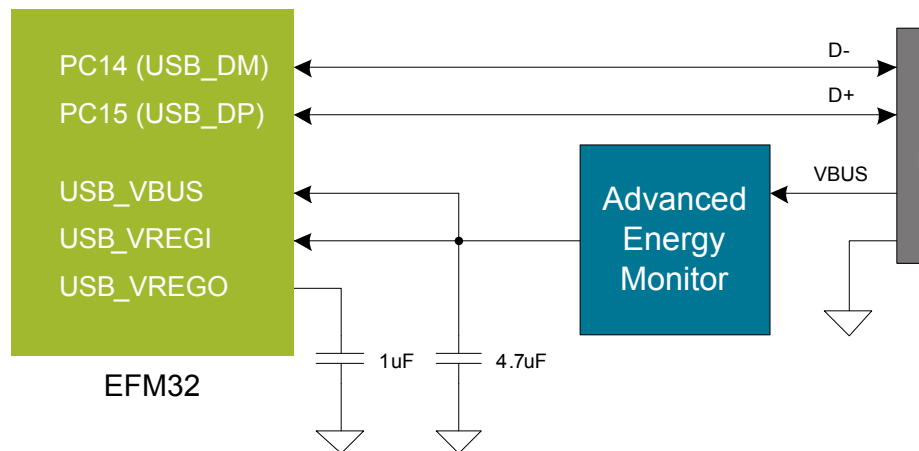 PC14 (USB_DM)
PC15 (USB_DP)
USB_VBUS
USB_VREGI
USB_VREGO
EFM32
1uF
4.7uF
Advanced
Energy
Monitor
D-
D+
VBUS